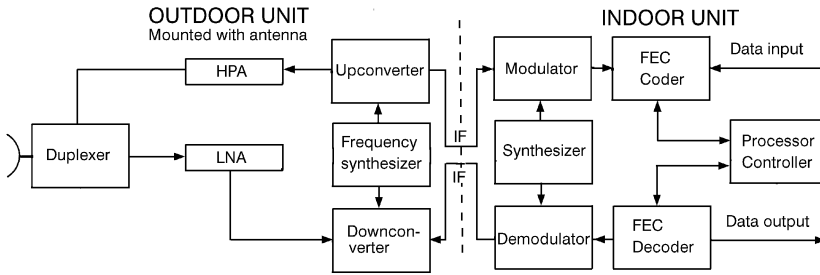 OUTDOOR UNIT
Mounted with antenna
INDOOR UNIT
HPA
Upconverter
Modulator
FEC
Coder
Data input
IF
Duplexer
LNA
Frequency
synthesizer
Synthesizer
Processor
Controller
IF
Downcon-
verter
Demodulator
FEC
Decoder
Data output